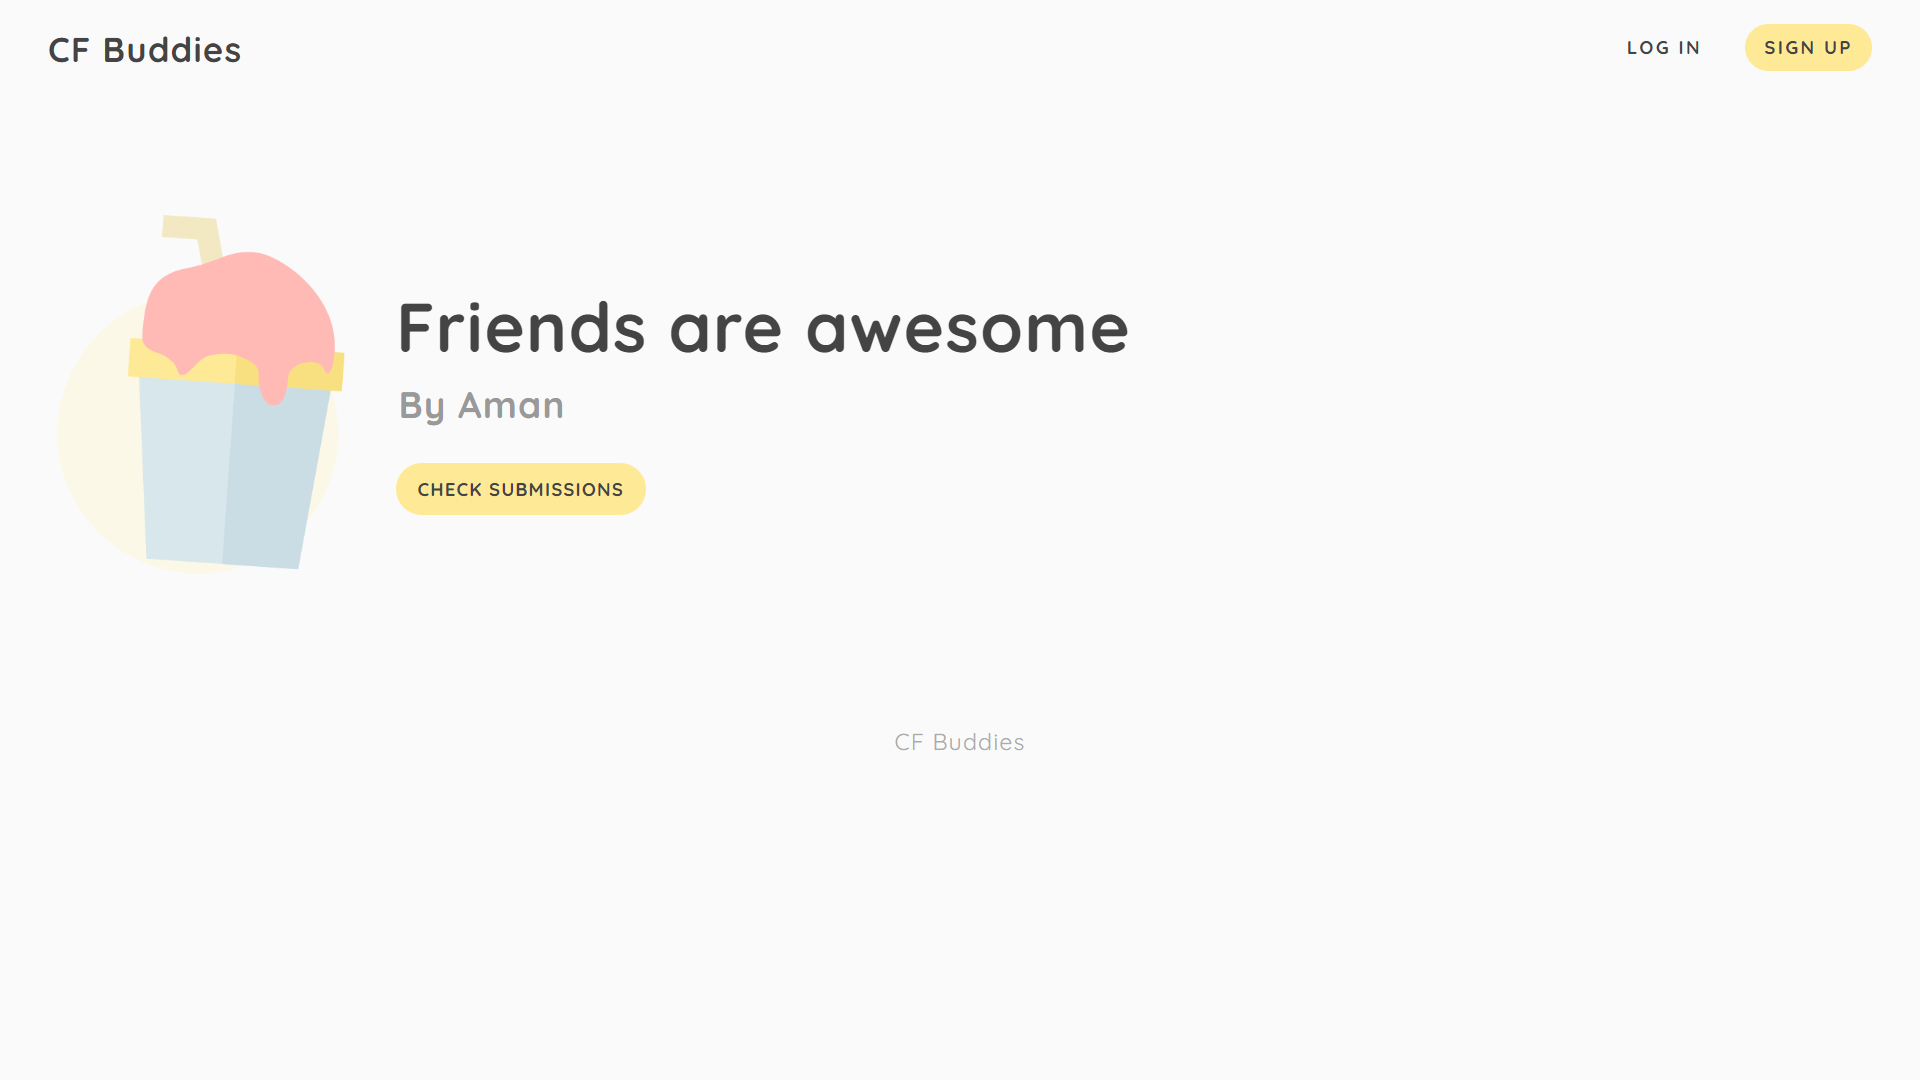 CF Buddies
LOG IN
SIGN UP
Friends are awesome
By Aman
CHECK SUBMISSIONS
CF Buddies